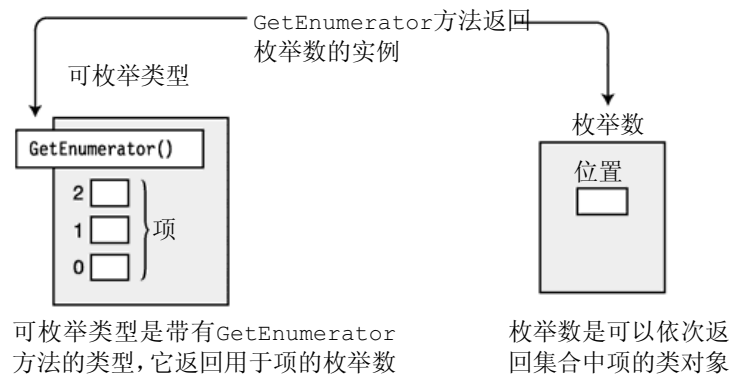 GetEnumerator方法返回
枚举数的实例
可枚举类型
GetEnumerator()
2
1
0
项
枚举数
位置
可枚举类型是带有GetEnumerator
方法的类型，它返回用于项的枚举数
枚举数是可以依次返
回集合中项的类对象